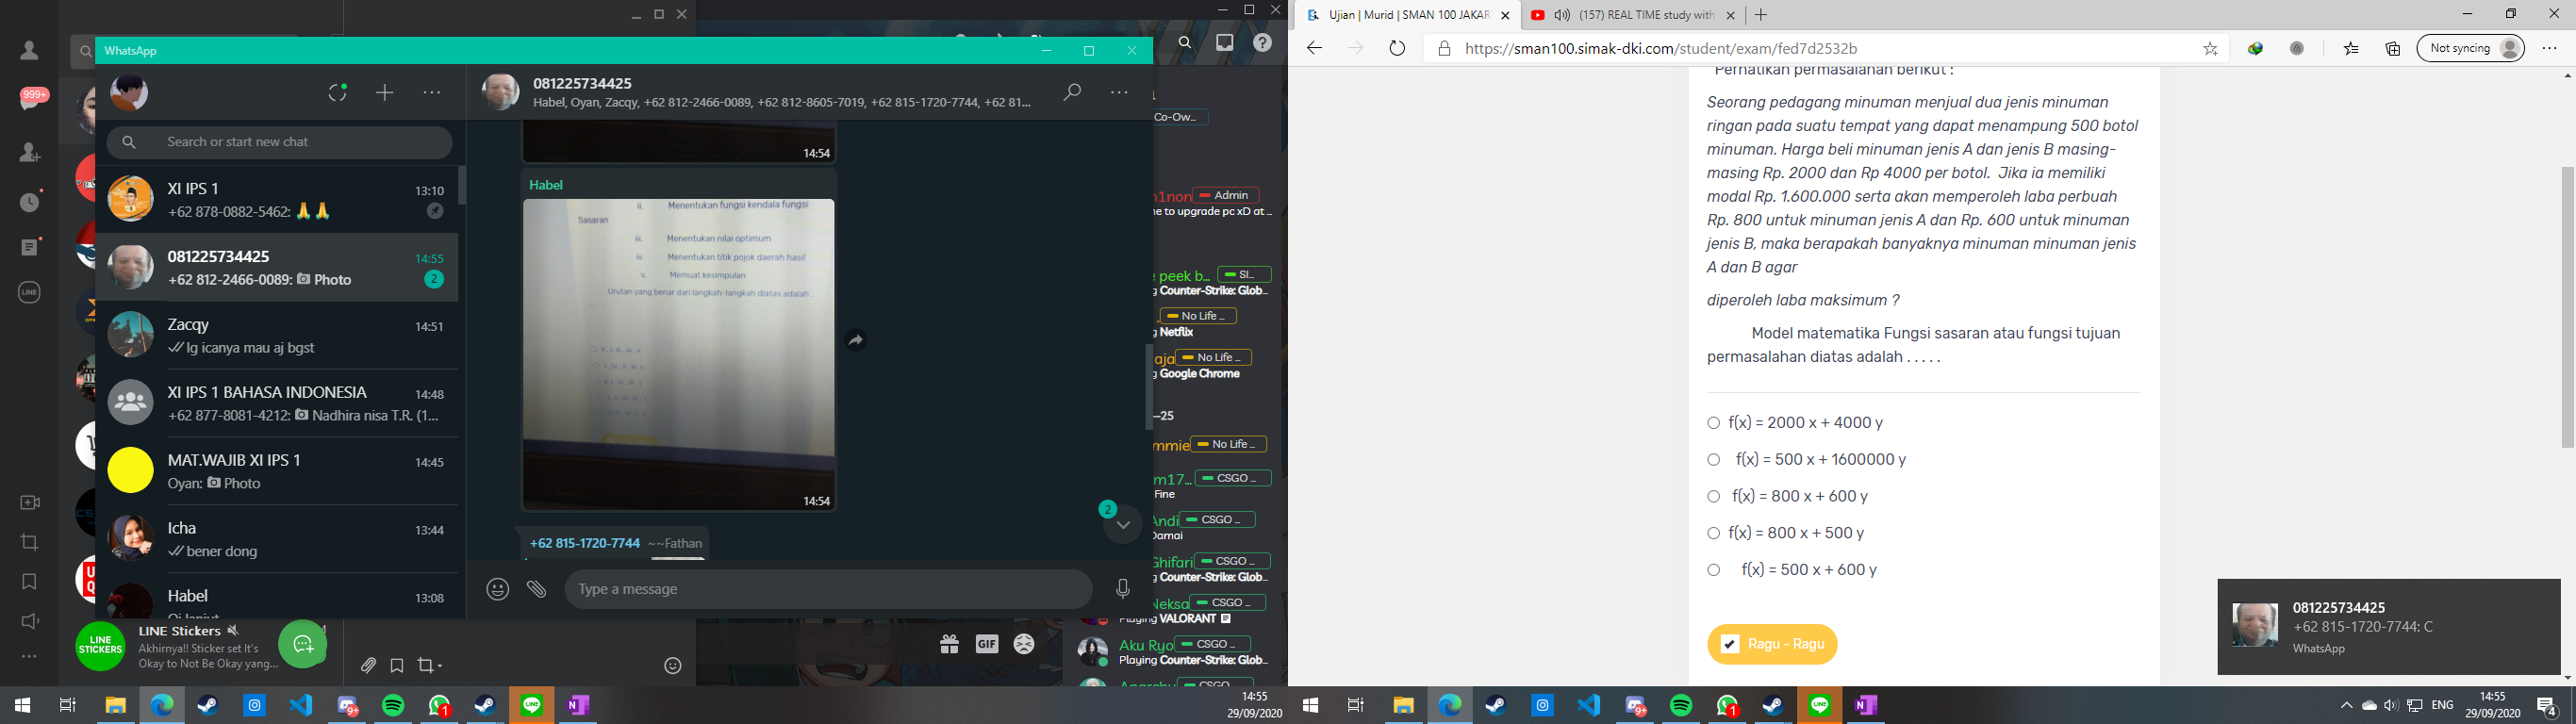 WhatsApp
999+
LINE
Search or start new chat
XI IPS 1
13:10
+62 878-0882-5462: 🙏🙏
081225734425
14:55
+62 812-2466-0089: Photo
2
Zacqy
14:51
Ig icanya mau aj bgst
XI IPS 1 BAHASA INDONESIA
14:48
+62 877-8081-4212: Nadhira nisa T.R. (1...
MAT.WAJIB XI IPS 1
14:45
Oyan: Photo
Icha
13:44
bener dong
Habel
13:08
LINE STICKERS
LINE Stickers
Akhirnya!! Sticker set It's
Okay to Not Be Okay yang...
081225734425
Habel, Oyan, Zacqy, +62 812-2466-0089, +62 812-8605-7019, +62 815-1720-7744, +62 81...
14:54
Habel
ii. Menentukan fungsi kendala fungsi
Sasaran
iii. Menentukan nilai optimum
iv. Menentukan titik pojok daerah hasil
v. Memuat kesimpulan
Urutan yang benar dari langkah-langkah diatas adalah .
...
14:54
2
+62 815-1720-7744 ~~Fathan
Type a message
Co-Ow...
1non Admin
ne to upgrade pc xD at ...
peek b... SI...
g Counter-Strike: Glob...
No Life ...
g Netflix
aja No Life ...
g Google Chrome
—25
mmie No Life ...
m17... CSGO ...
Fine
Andi CSGO ...
Damai
Ghifari CSGO ...
g Counter-Strike: Glob...
Neksa CSGO ...
Playing VALORANT
Aku Ryo CSGO ...
Playing Counter-Strike: Glob...
CSGO ...
GIF
14:55
29/09/2020
Ujian | Murid | SMAN 100 JAKAR
(157) REAL TIME study with
https://sman100.simak-dki.com/student/exam/fed7d2532b
Not syncing
Perhatikan permasalahan berikut :
Seorang pedagang minuman menjual dua jenis minuman
ringan pada suatu tempat yang dapat menampung 500 botol
minuman. Harga beli minuman jenis A dan jenis B masing-
masing Rp. 2000 dan Rp 4000 per botol. Jika ia memiliki
modal Rp. 1.600.000 serta akan memperoleh laba perbuah
Rp. 800 untuk minuman jenis A dan Rp. 600 untuk minuman
jenis B, maka berapakah banyaknya minuman minuman jenis
A dan B agar
diperoleh laba maksimum ?
Model matematika Fungsi sasaran atau fungsi tujuan
permasalahan diatas adalah . . . . .
f(x) = 2000 x + 4000 y
f(x) = 500 x + 1600000 y
f(x) = 800 x + 600 y
f(x) = 800 x + 500 y
f(x) = 500 x + 600 y
Ragu - Ragu
081225734425
+62 815-1720-7744: C
WhatsApp
ENG
14:55
29/09/2020
4